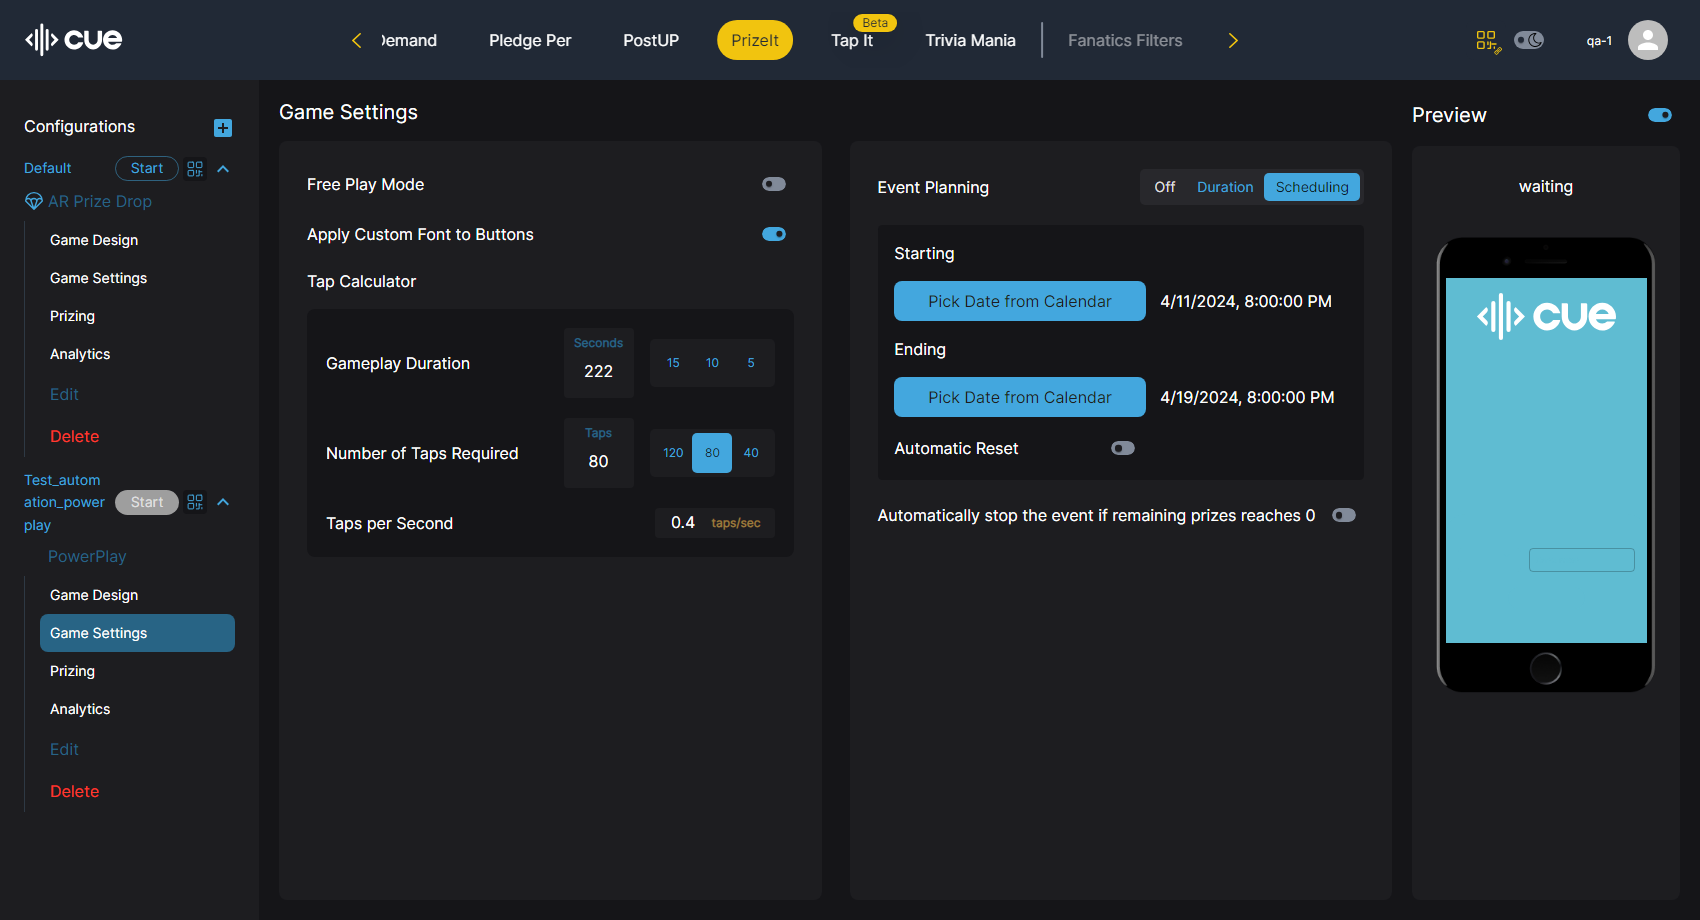 cue
Demand
Pledge Per
PostUP
PrizeIt
Beta
Tap It
Trivia Mania
Fanatics Filters
qa-1
Configurations
Default
Start
AR Prize Drop
Game Design
Game Settings
Prizing
Analytics
Edit
Delete
Test_autom
ation_power
play
Start
PowerPlay
Game Design
Game Settings
Prizing
Analytics
Edit
Delete
Game Settings
Free Play Mode
Apply Custom Font to Buttons
Tap Calculator
Gameplay Duration
Seconds
222
15 10 5
Number of Taps Required
Taps
80
120 80 40
Taps per Second
0.4 taps/sec
Event Planning
Off Duration Scheduling
Starting
Pick Date from Calendar 4/11/2024, 8:00:00 PM
Ending
Pick Date from Calendar 4/19/2024, 8:00:00 PM
Automatic Reset
Automatically stop the event if remaining prizes reaches 0
Preview
waiting
cue